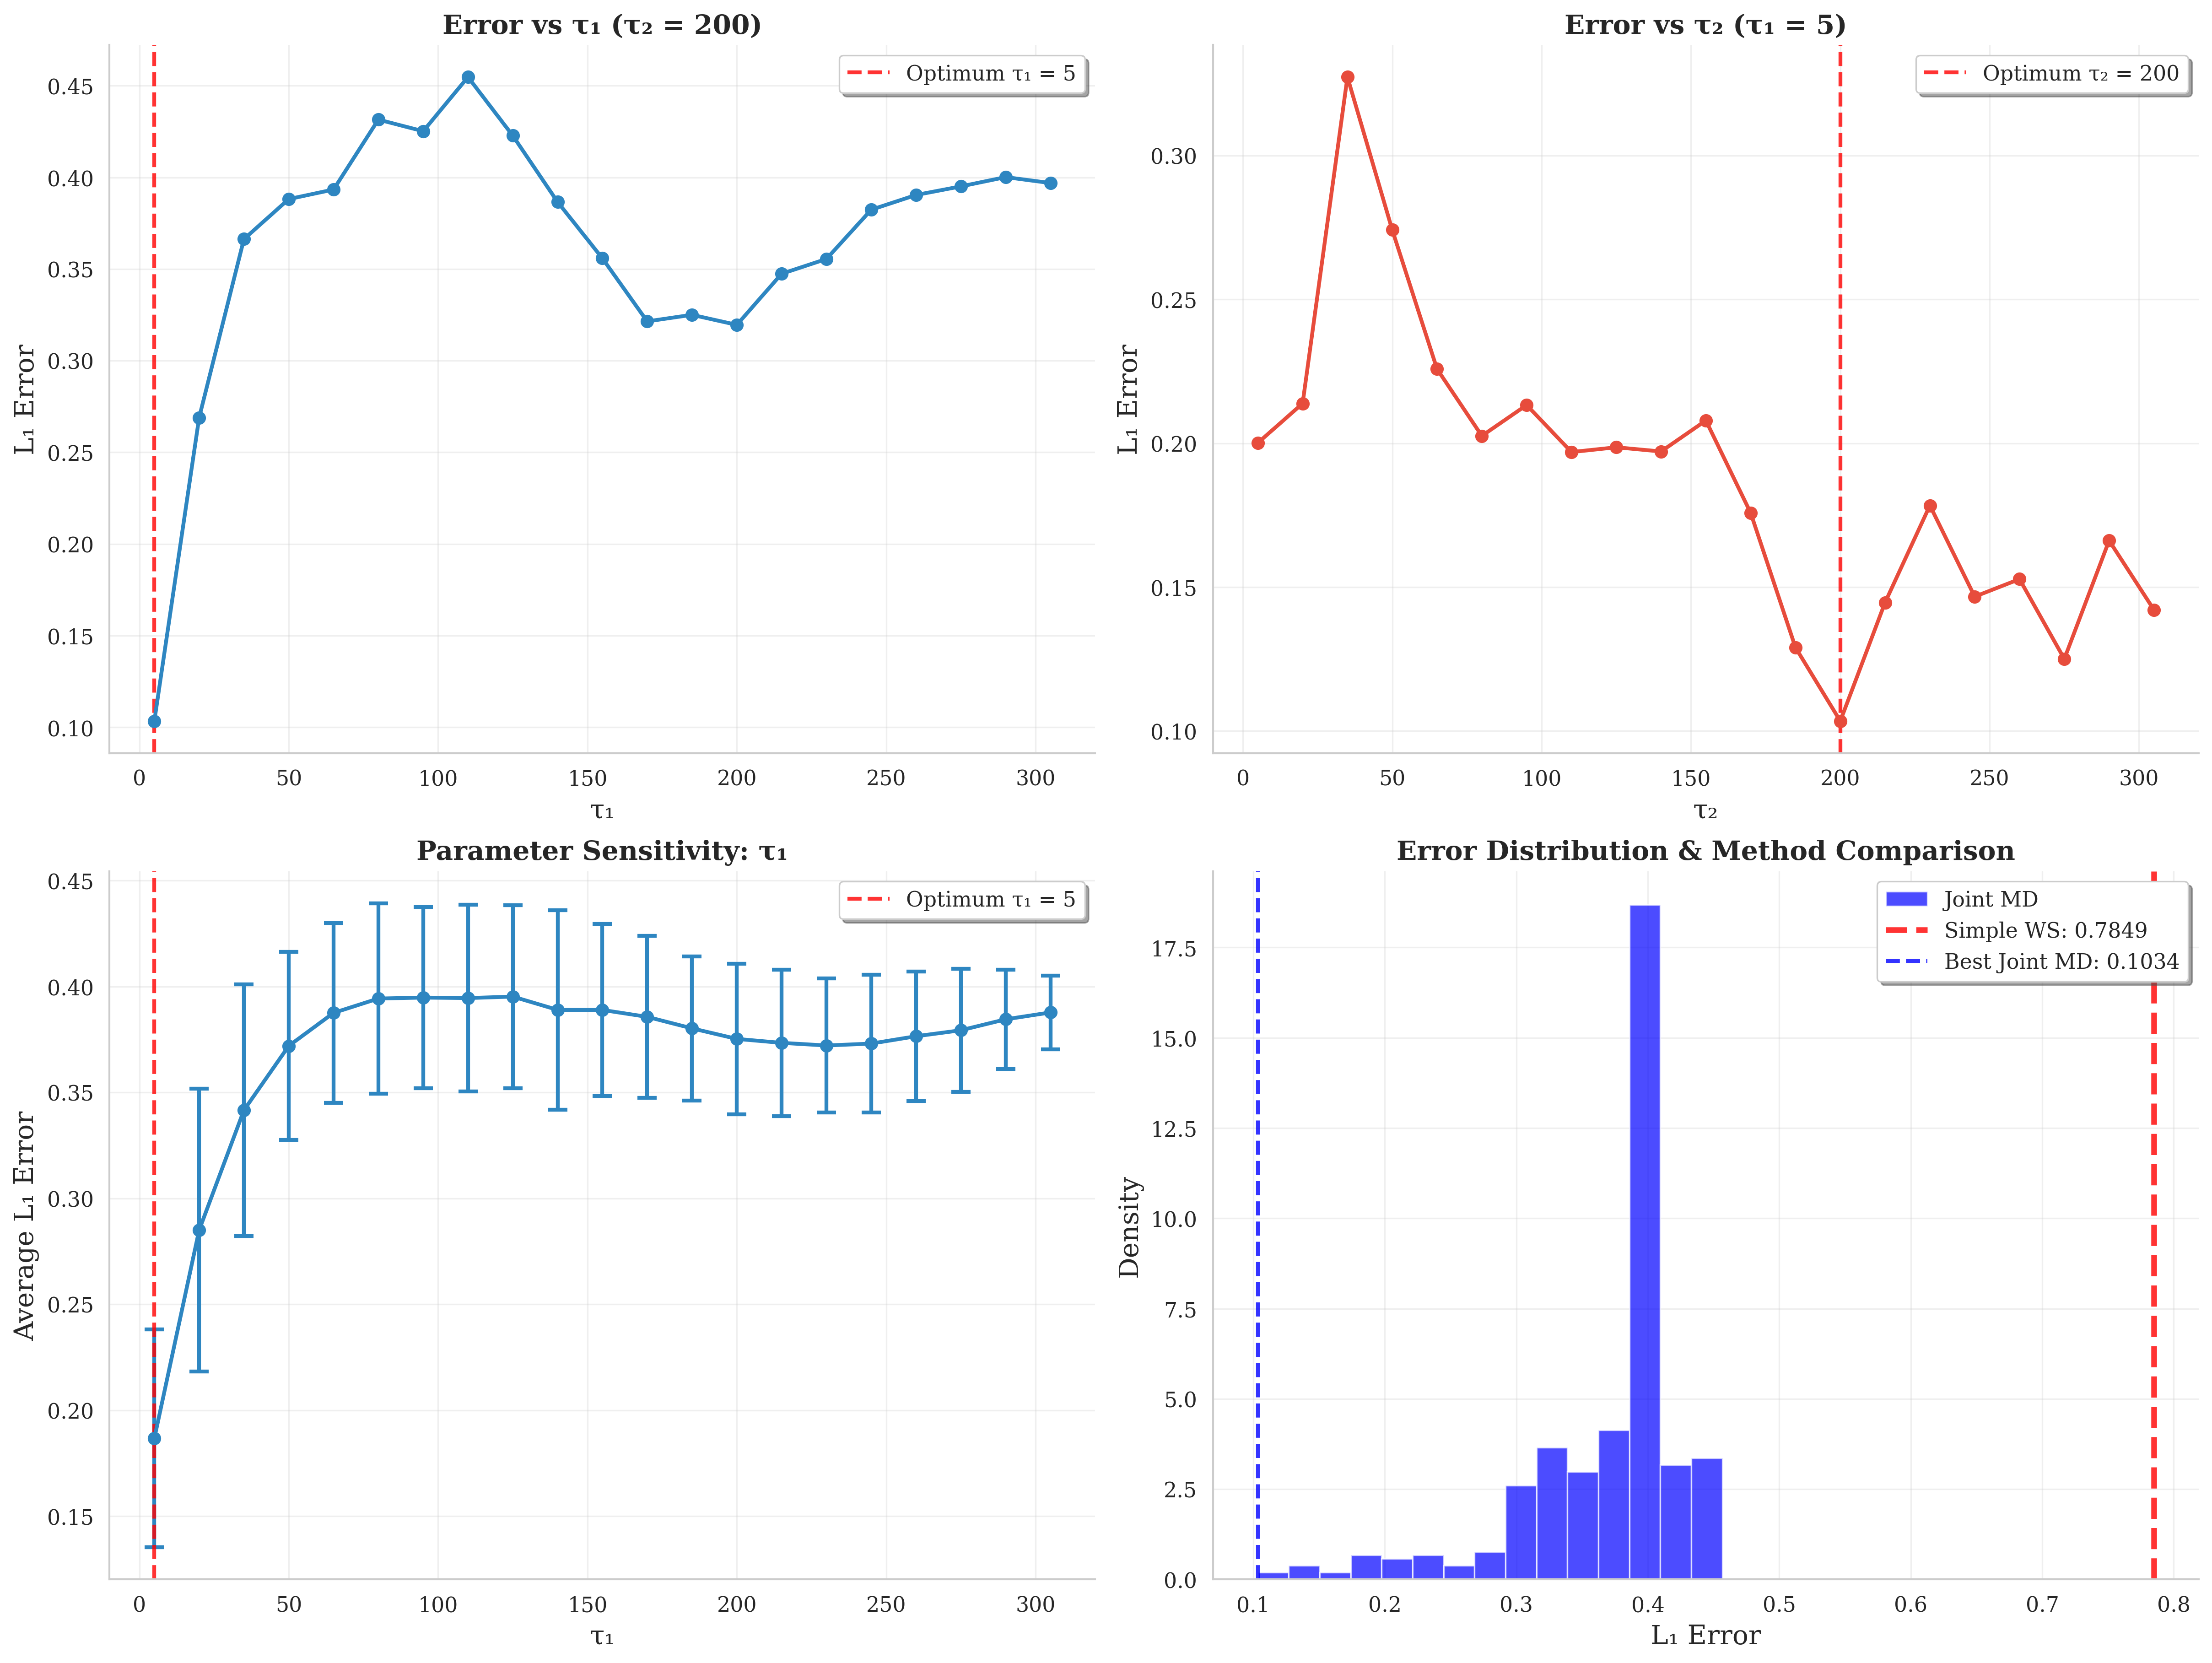 Error vs τ₁ (τ₂ = 200)
Optimum τ₁ = 5
L₁ Error
0.45
0.40
0.35
0.30
0.25
0.20
0.15
0.10
0 50 100 150 200 250 300
τ₁
Error vs τ₂ (τ₁ = 5)
Optimum τ₂ = 200
L₁ Error
0.30
0.25
0.20
0.15
0.10
0 50 100 150 200 250 300
τ₂
Parameter Sensitivity: τ₁
Optimum τ₁ = 5
Average L₁ Error
0.45
0.40
0.35
0.30
0.25
0.20
0.15
0 50 100 150 200 250 300
τ₁
Error Distribution & Method Comparison
Joint MD
Simple WS: 0.7849
Best Joint MD: 0.1034
Density
17.5
15.0
12.5
10.0
7.5
5.0
2.5
0.0
0.1 0.2 0.3 0.4 0.5 0.6 0.7 0.8
L₁ Error